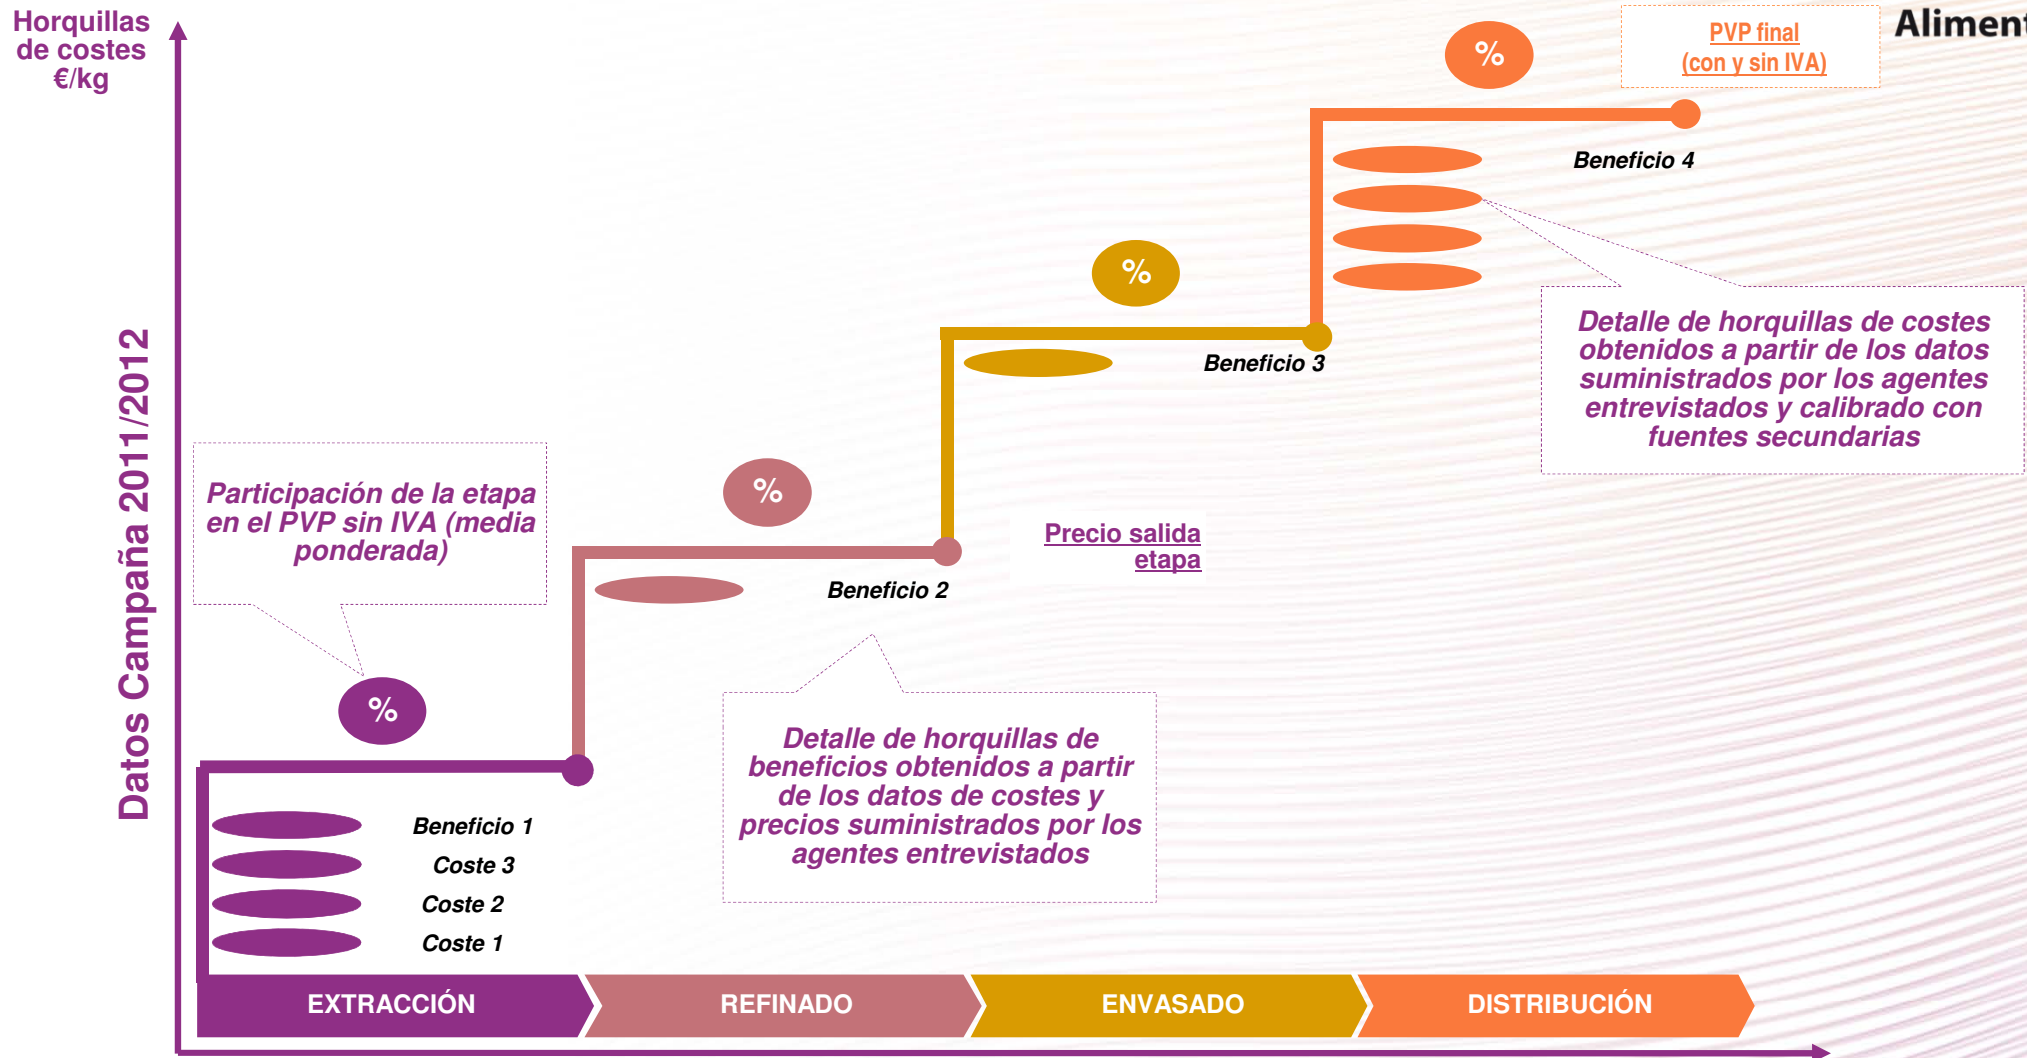 Horquillas
de costes
€/kg
Datos Campaña 2011/2012
Aliment
PVP final
(con y sin IVA)
%
Beneficio 4
%
Beneficio 3
Detalle de horquillas de costes
obtenidos a partir de los datos
suministrados por los agentes
entrevistados y calibrado con
fuentes secundarias
Participación de la etapa
en el PVP sin IVA (media
ponderada)
%
Precio salida
etapa
Beneficio 2
%
Detalle de horquillas de
beneficios obtenidos a partir
de los datos de costes y
precios suministrados por los
agentes entrevistados
Beneficio 1
Coste 3
Coste 2
Coste 1
EXTRACCIÓN
REFINADO
ENVASADO
DISTRIBUCIÓN